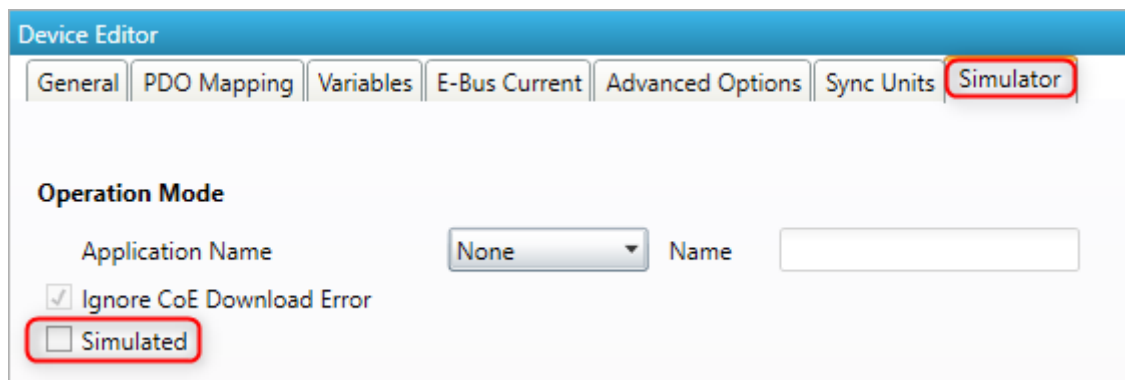 Device Editor
General PDO Mapping Variables E-Bus Current Advanced Options Sync Units Simulator
Operation Mode
Application Name None Name
Ignore CoE Download Error
Simulated